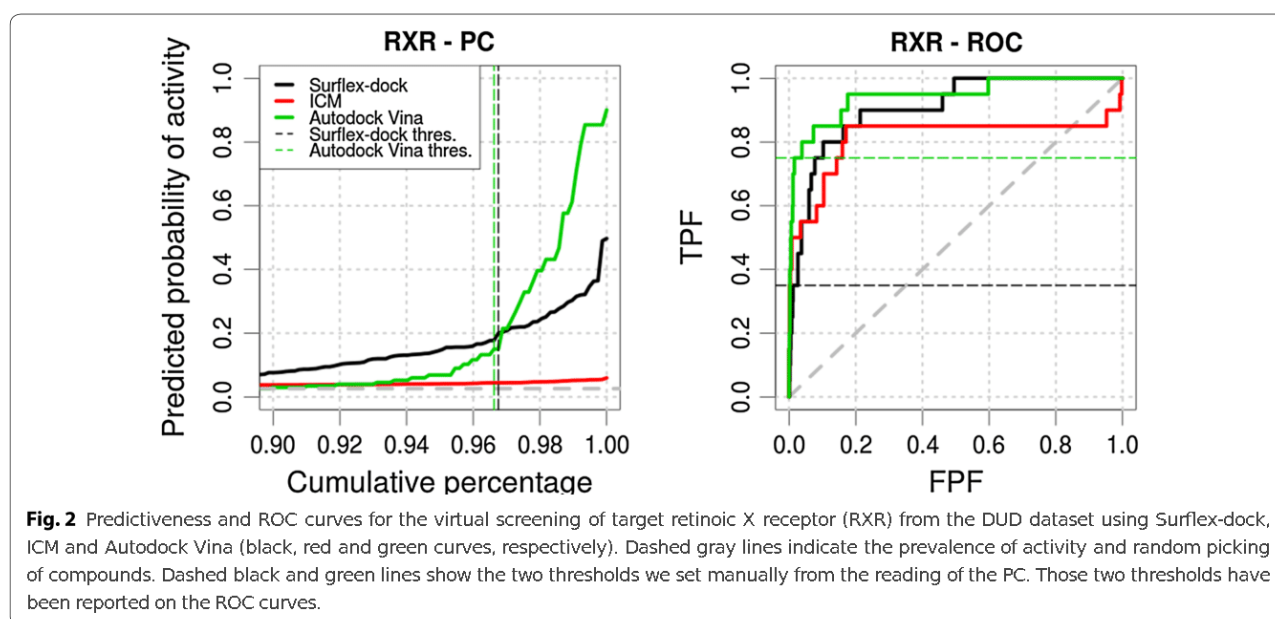 RXR - PC
Predicted probability of activity
1.0
0.8
0.6
0.4
0.2
0.0
Surflex-dock
ICM
Autodock Vina
Surflex-dock thres.
Autodock Vina thres.
0.90 0.92 0.94 0.96 0.98 1.00
Cumulative percentage
RXR - ROC
TPF
1.0
0.8
0.6
0.4
0.2
0.0
0.0 0.2 0.4 0.6 0.8 1.0
FPF
Fig. 2 Predictiveness and ROC curves for the virtual screening of target retinoic X receptor (RXR) from the DUD dataset using Surflex-dock,
ICM and Autodock Vina (black, red and green curves, respectively). Dashed gray lines indicate the prevalence of activity and random picking
of compounds. Dashed black and green lines show the two thresholds we set manually from the reading of the PC. Those two thresholds have
been reported on the ROC curves.